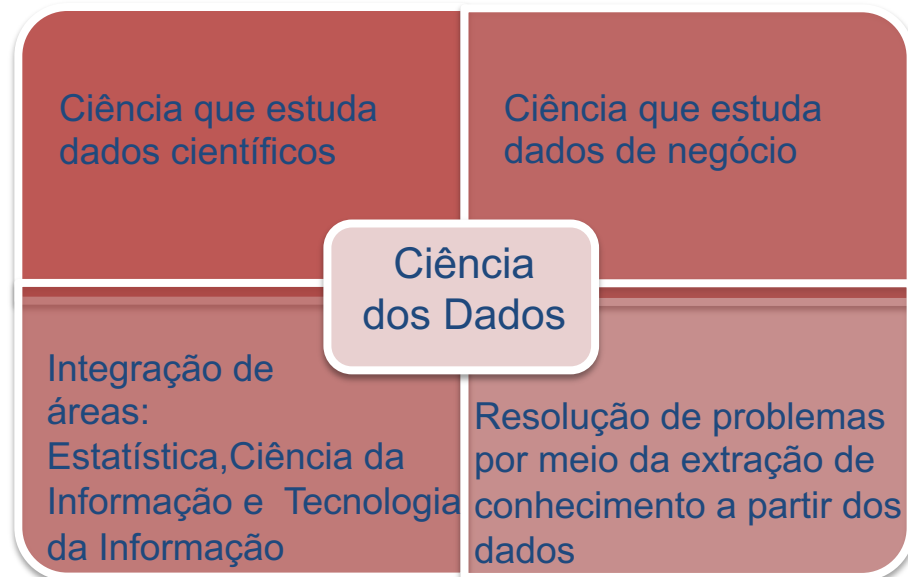 Ciência que estuda
dados científicos
Ciência que estuda
dados de negócio
Ciência
dos Dados
Integração de
áreas:
Estatística,Ciência da
Informação e  Tecnologia
da Informação
Resolução de problemas
por meio da extração de
conhecimento a partir dos
dados